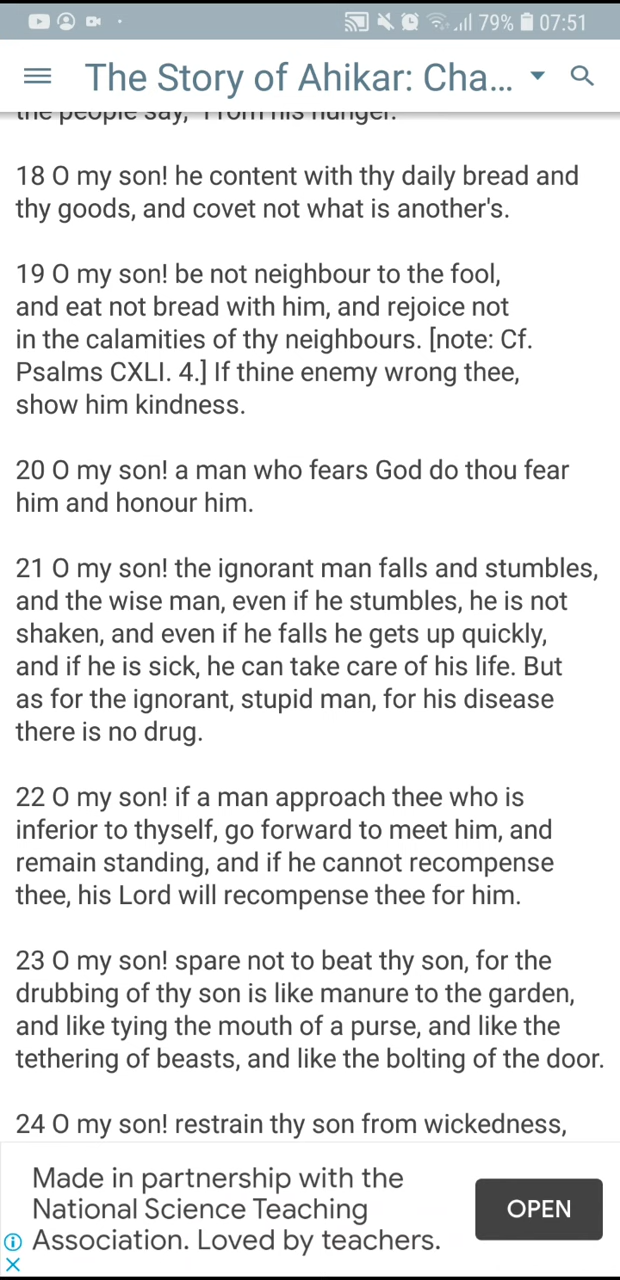 79% 07:51
The Story of Ahikar: Cha...
the people say, 'From his hunger.'
18 O my son! he content with thy daily bread and
thy goods, and covet not what is another's.
19 O my son! be not neighbour to the fool,
and eat not bread with him, and rejoice not
in the calamities of thy neighbours. [note: Cf.
Psalms CXLI. 4.] If thine enemy wrong thee,
show him kindness.
20 O my son! a man who fears God do thou fear
him and honour him.
21 O my son! the ignorant man falls and stumbles,
and the wise man, even if he stumbles, he is not
shaken, and even if he falls he gets up quickly,
and if he is sick, he can take care of his life. But
as for the ignorant, stupid man, for his disease
there is no drug.
22 O my son! if a man approach thee who is
inferior to thyself, go forward to meet him, and
remain standing, and if he cannot recompense
thee, his Lord will recompense thee for him.
23 O my son! spare not to beat thy son, for the
drubbing of thy son is like manure to the garden,
and like tying the mouth of a purse, and like the
tethering of beasts, and like the bolting of the door.
24 O my son! restrain thy son from wickedness,
Made in partnership with the
National Science Teaching
Association. Loved by teachers.
OPEN